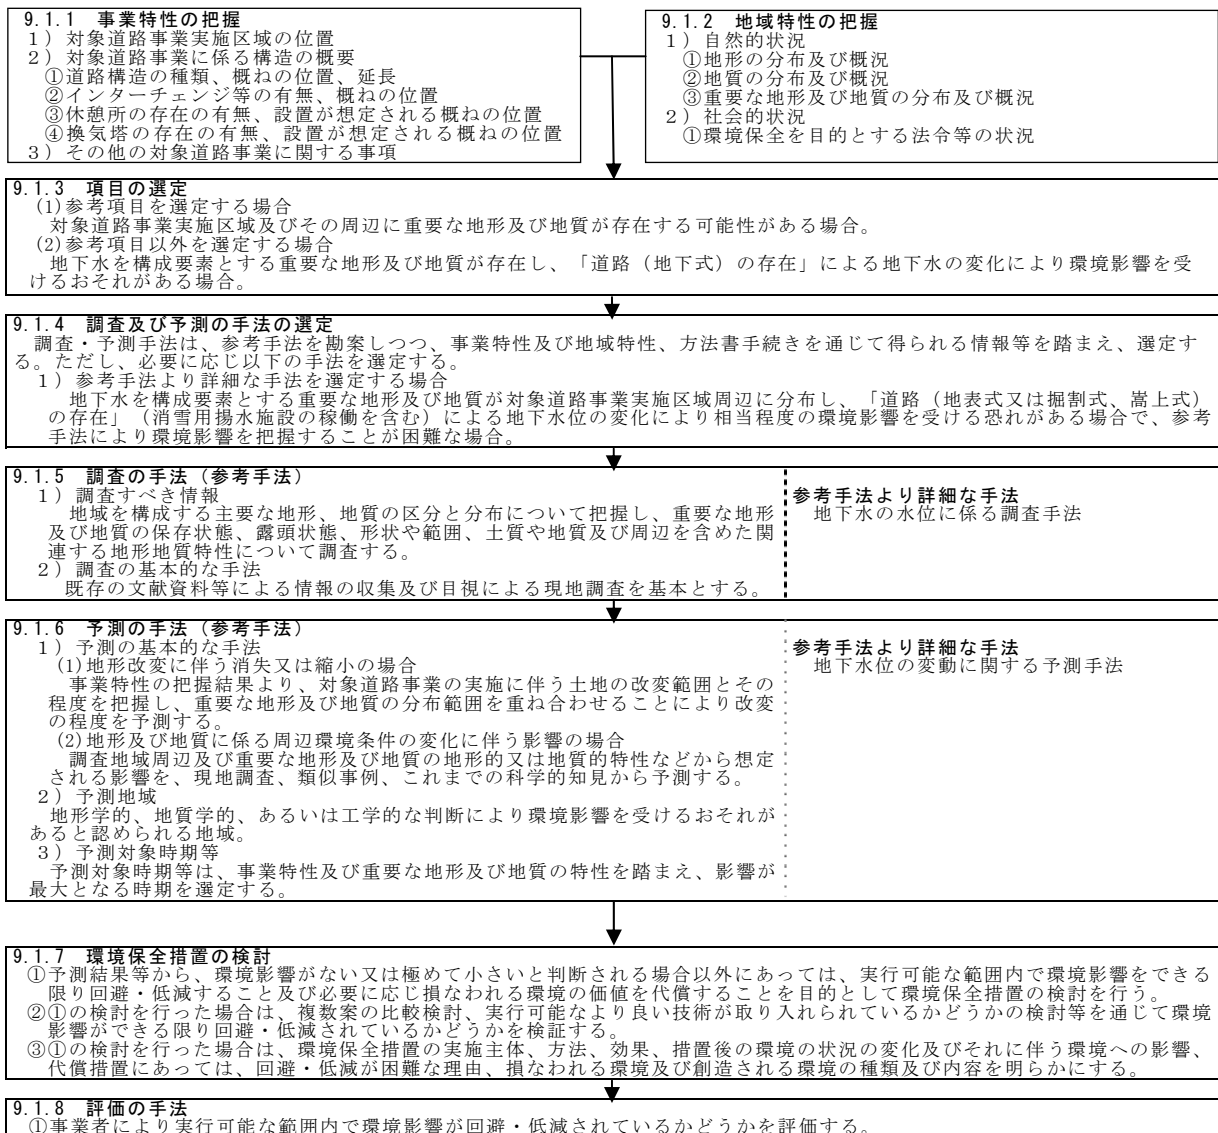 9.1.1　事業特性の把握
１）対象道路事業実施区域の位置
２）対象道路事業に係る構造の概要
①道路構造の種類、概ねの位置、延長
②インターチェンジ等の有無、概ねの位置
③休憩所の存在の有無、設置が想定される概ねの位置
④換気塔の存在の有無、設置が想定される概ねの位置
３）その他の対象道路事業に関する事項
9.1.2　地域特性の把握
１）自然的状況
①地形の分布及び概況
②地質の分布及び概況
③重要な地形及び地質の分布及び概況
２）社会的状況
①環境保全を目的とする法令等の状況
9.1.3　項目の選定
(1)参考項目を選定する場合
対象道路事業実施区域及びその周辺に重要な地形及び地質が存在する可能性がある場合。
(2)参考項目以外を選定する場合
地下水を構成要素とする重要な地形及び地質が存在し、「道路（地下式）の存在」による地下水の変化により環境影響を受
けるおそれがある場合。
9.1.4　調査及び予測の手法の選定
調査・予測手法は、参考手法を勘案しつつ、事業特性及び地域特性、方法書手続きを通じて得られる情報等を踏まえ、選定す
る。ただし、必要に応じ以下の手法を選定する。
１）参考手法より詳細な手法を選定する場合
地下水を構成要素とする重要な地形及び地質が対象道路事業実施区域周辺に分布し、「道路（地表式又は掘割式、嵩上式）
の存在」（消雪用揚水施設の稼働を含む）による地下水位の変化により相当程度の環境影響を受ける恐れがある場合で、参考
手法により環境影響を把握することが困難な場合。
9.1.5　調査の手法（参考手法）
１）調査すべき情報
地域を構成する主要な地形、地質の区分と分布について把握し、重要な地形
及び地質の保存状態、露頭状態、形状や範囲、土質や地質及び周辺を含めた関
連する地形地質特性について調査する。
２）調査の基本的な手法
既存の文献資料等による情報の収集及び目視による現地調査を基本とする。
参考手法より詳細な手法
地下水の水位に係る調査手法
9.1.6　予測の手法（参考手法）
１）予測の基本的な手法
(1)地形改変に伴う消失又は縮小の場合
事業特性の把握結果より、対象道路事業の実施に伴う土地の改変範囲とその
程度を把握し、重要な地形及び地質の分布範囲を重ね合わせることにより改変
の程度を予測する。
(2)地形及び地質に係る周辺環境条件の変化に伴う影響の場合
調査地域周辺及び重要な地形及び地質の地形的又は地質的特性などから想定
される影響を、現地調査、類似事例、これまでの科学的知見から予測する。
２）予測地域
地形学的、地質学的、あるいは工学的な判断により環境影響を受けるおそれが
あると認められる地域。
３）予測対象時期等
予測対象時期等は、事業特性及び重要な地形及び地質の特性を踏まえ、影響が
最大となる時期を選定する。
参考手法より詳細な手法
地下水位の変動に関する予測手法
9.1.7　環境保全措置の検討
①予測結果等から、環境影響がない又は極めて小さいと判断される場合以外にあっては、実行可能な範囲内で環境影響をできる
限り回避・低減すること及び必要に応じ損なわれる環境の価値を代償することを目的として環境保全措置の検討を行う。
②①の検討を行った場合は、複数案の比較検討、実行可能なより良い技術が取り入れられているかどうかの検討等を通じて環境
影響ができる限り回避・低減されているかどうかを検証する。
③①の検討を行った場合は、環境保全措置の実施主体、方法、効果、措置後の環境の状況の変化及びそれに伴う環境への影響、
代償措置にあっては、回避・低減が困難な理由、損なわれる環境及び創造される環境の種類及び内容を明らかにする。
9.1.8　評価の手法
①事業者により実行可能な範囲内で環境影響が回避・低減されているかどうかを評価する。